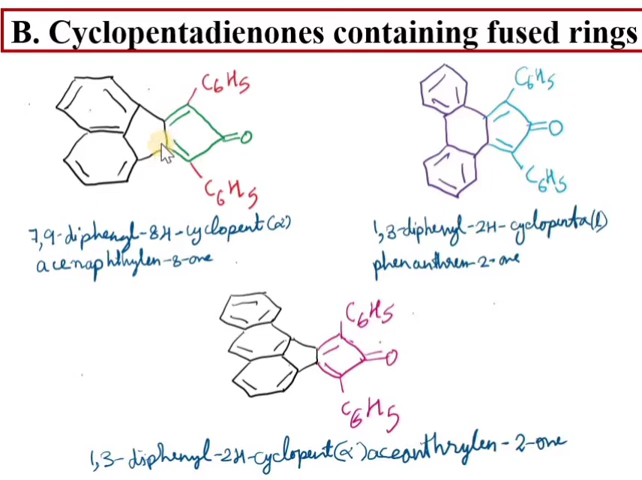 B. Cyclopentadienones containing fused rings
C6H5
O
C6H5
7,9-diphenyl-8H-cyclopent(α)
acenaphthylen-8-one
C6H5
O
C6H5
1,3-diphenyl-2H-cyclopenta(l)
phenanthren-2-one
C6H5
O
C6H5
1,3-diphenyl-2H-cyclopent(α)aceanthrylen-2-one